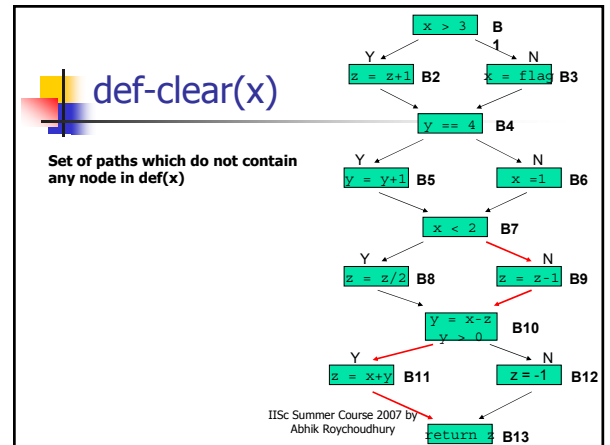 def-clear(x)
Set of paths which do not contain
any node in def(x)
x > 3
B
1
Y
N
z = z+1
B2
x = flag
B3
y == 4
B4
Y
N
y = y+1
B5
x =1
B6
x < 2
B7
Y
N
z = z/2
B8
z = z-1
B9
y = x-z
y > 0
B10
Y
N
z = x+y
B11
z = -1
B12
IISc Summer Course 2007 by
Abhik Roychoudhury
return z
B13